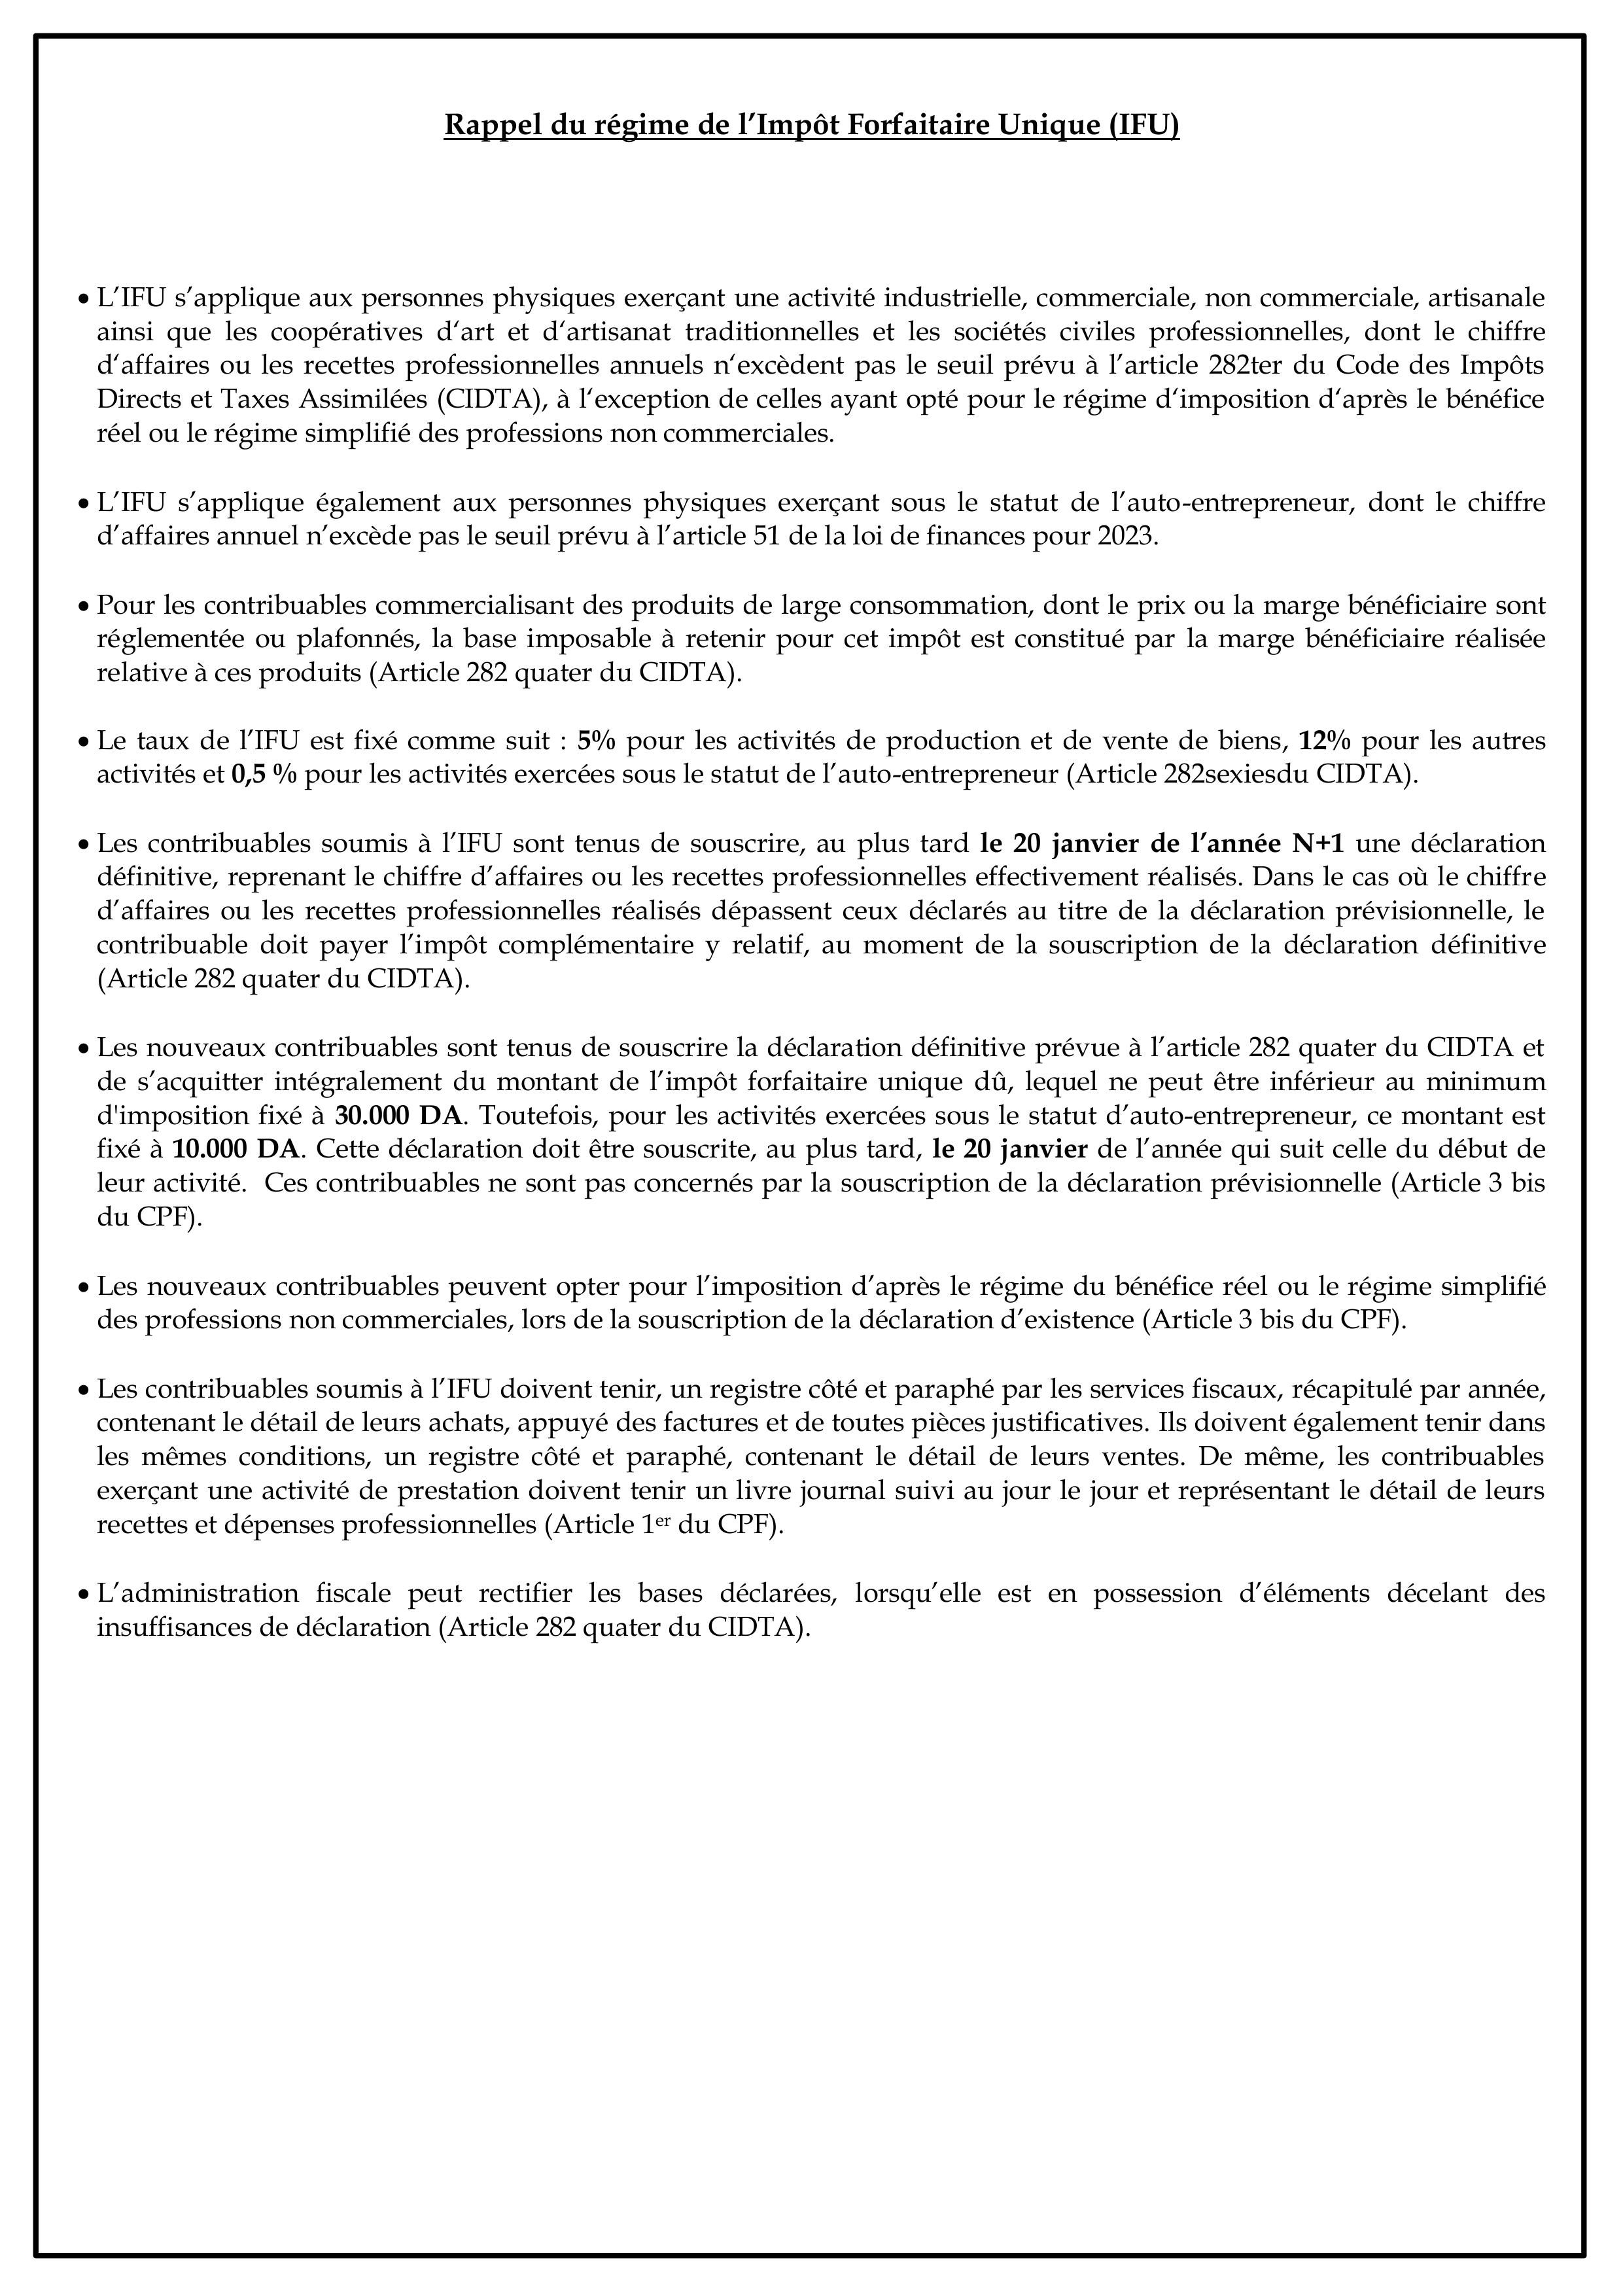 Rappel du régime de l’Impôt Forfaitaire Unique (IFU)
• L’IFU s’applique aux personnes physiques exerçant une activité industrielle, commerciale, non commerciale, artisanale
ainsi que les coopératives d‘art et d‘artisanat traditionnelles et les sociétés civiles professionnelles, dont le chiffre
d‘affaires ou les recettes professionnelles annuels n‘excèdent pas le seuil prévu à l’article 282ter du Code des Impôts
Directs et Taxes Assimilées (CIDTA), à l‘exception de celles ayant opté pour le régime d‘imposition d‘après le bénéfice
réel ou le régime simplifié des professions non commerciales.
• L’IFU s’applique également aux personnes physiques exerçant sous le statut de l’auto-entrepreneur, dont le chiffre
d’affaires annuel n’excède pas le seuil prévu à l’article 51 de la loi de finances pour 2023.
• Pour les contribuables commercialisant des produits de large consommation, dont le prix ou la marge bénéficiaire sont
réglementée ou plafonnés, la base imposable à retenir pour cet impôt est constitué par la marge bénéficiaire réalisée
relative à ces produits (Article 282 quater du CIDTA).
• Le taux de l’IFU est fixé comme suit : 5% pour les activités de production et de vente de biens, 12% pour les autres
activités et 0,5 % pour les activités exercées sous le statut de l’auto-entrepreneur (Article 282sexiesdu CIDTA).
• Les contribuables soumis à l’IFU sont tenus de souscrire, au plus tard le 20 janvier de l’année N+1 une déclaration
définitive, reprenant le chiffre d’affaires ou les recettes professionnelles effectivement réalisés. Dans le cas où le chiffre
d’affaires ou les recettes professionnelles réalisés dépassent ceux déclarés au titre de la déclaration prévisionnelle, le
contribuable doit payer l’impôt complémentaire y relatif, au moment de la souscription de la déclaration définitive
(Article 282 quater du CIDTA).
• Les nouveaux contribuables sont tenus de souscrire la déclaration définitive prévue à l’article 282 quater du CIDTA et
de s’acquitter intégralement du montant de l’impôt forfaitaire unique dû, lequel ne peut être inférieur au minimum
d'imposition fixé à 30.000 DA. Toutefois, pour les activités exercées sous le statut d’auto-entrepreneur, ce montant est
fixé à 10.000 DA. Cette déclaration doit être souscrite, au plus tard, le 20 janvier de l’année qui suit celle du début de
leur activité. Ces contribuables ne sont pas concernés par la souscription de la déclaration prévisionnelle (Article 3 bis
du CPF).
• Les nouveaux contribuables peuvent opter pour l’imposition d’après le régime du bénéfice réel ou le régime simplifié
des professions non commerciales, lors de la souscription de la déclaration d’existence (Article 3 bis du CPF).
• Les contribuables soumis à l’IFU doivent tenir, un registre côté et paraphé par les services fiscaux, récapitulé par année,
contenant le détail de leurs achats, appuyé des factures et de toutes pièces justificatives. Ils doivent également tenir dans
les mêmes conditions, un registre côté et paraphé, contenant le détail de leurs ventes. De même, les contribuables
exerçant une activité de prestation doivent tenir un livre journal suivi au jour le jour et représentant le détail de leurs
recettes et dépenses professionnelles (Article 1er du CPF).
• L’administration fiscale peut rectifier les bases déclarées, lorsqu’elle est en possession d’éléments décelant des
insuffisances de déclaration (Article 282 quater du CIDTA).